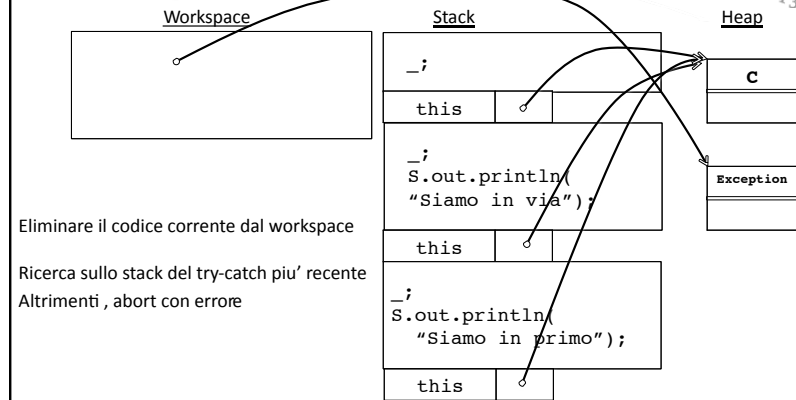 Workspace
Stack
Heap
_;
this
C
_;
S.out.println(
“Siamo in via”);
this
Exception
Eliminare il codice corrente dal workspace
Ricerca sullo stack del try-catch piu’ recente
Altrimenti , abort con errore
_;
S.out.println(
“Siamo in primo”);
this